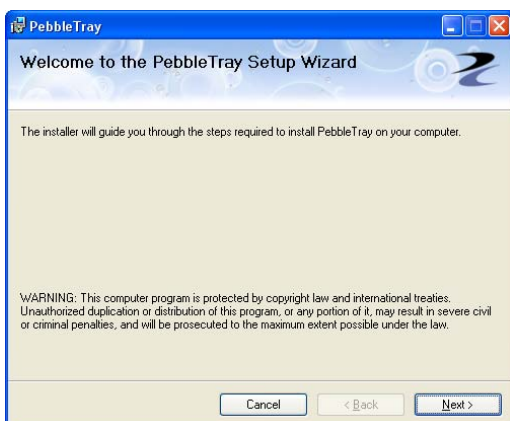 PebbleTray
Welcome to the PebbleTray Setup Wizard
The installer will guide you through the steps required to install PebbleTray on your computer.
WARNING: This computer program is protected by copyright law and international treaties.
Unauthorized duplication or distribution of this program, or any portion of it, may result in severe civil
or criminal penalties, and will be prosecuted to the maximum extent possible under the law.
Cancel
< Back
Next >